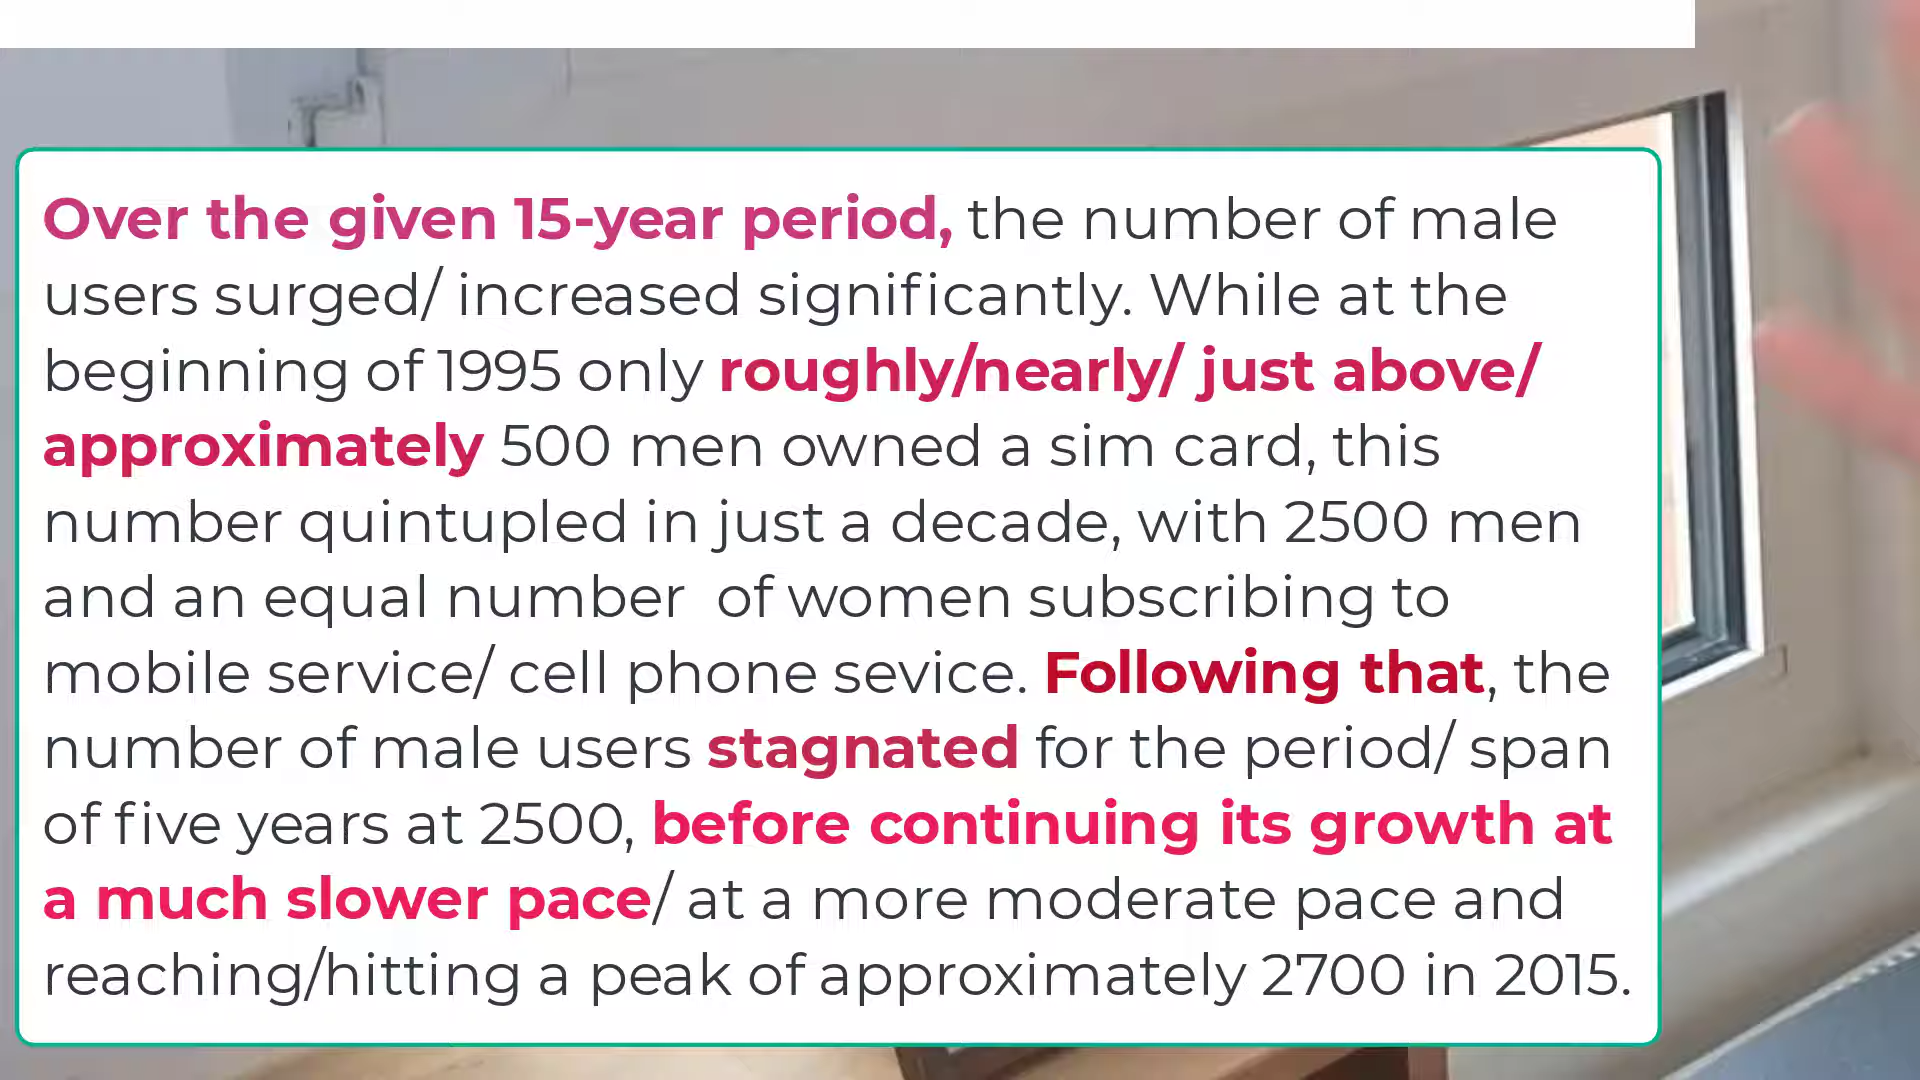 Over the given 15-year period, the number of male
users surged/ increased significantly. While at the
beginning of 1995 only roughly/nearly/ just above/
approximately 500 men owned a sim card, this
number quintupled in just a decade, with 2500 men
and an equal number  of women subscribing to
mobile service/ cell phone sevice. Following that, the
number of male users stagnated for the period/ span
of five years at 2500, before continuing its growth at
a much slower pace/ at a more moderate pace and
reaching/hitting a peak of approximately 2700 in 2015.